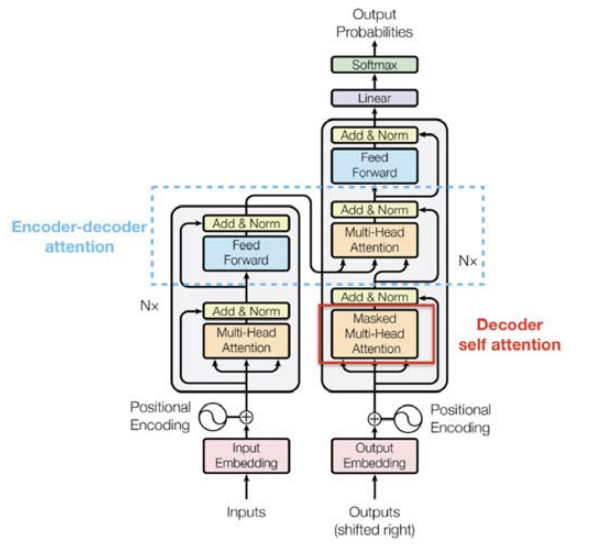 Output
Probabilities
Softmax
Linear
Add & Norm
Feed
Forward
Add & Norm
Multi-Head
Attention
Nx
Add & Norm
Masked
Multi-Head
Attention
Decoder
self attention
Encoder-decoder
attention
Add & Norm
Feed
Forward
Nx
Add & Norm
Multi-Head
Attention
Positional
Encoding
Positional
Encoding
Input
Embedding
Output
Embedding
Inputs
Outputs
(shifted right)